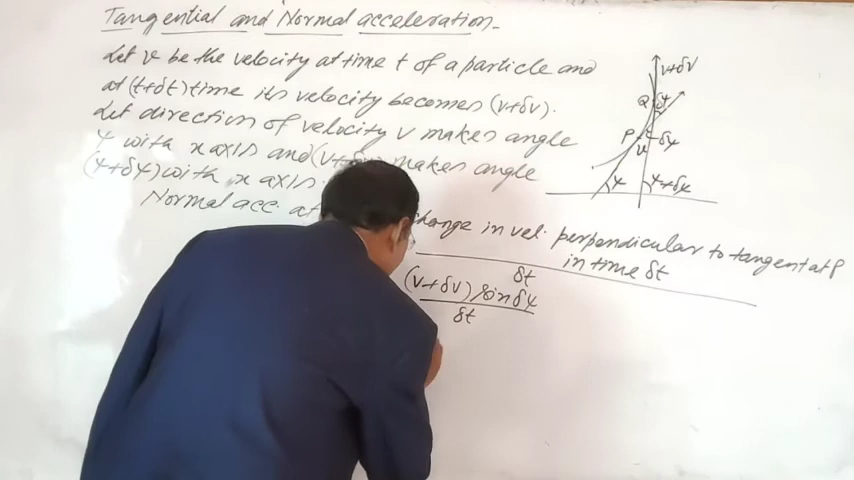 Tangential and Normal acceleration-
Let v be the velocity at time t of a particle and
at (t+δt) time its velocity becomes (v+δv).
Let direction of velocity v makes angle
ψ with x axis and (v+δv) makes angle
(ψ+δψ) with x axis.
Normal acc. at change in vel. perpendicular to tangent at P
in time δt
δt
(v+δv) sin δψ
δt
v+δv
Q δψ
P δψ
v
ψ ψ+δψ